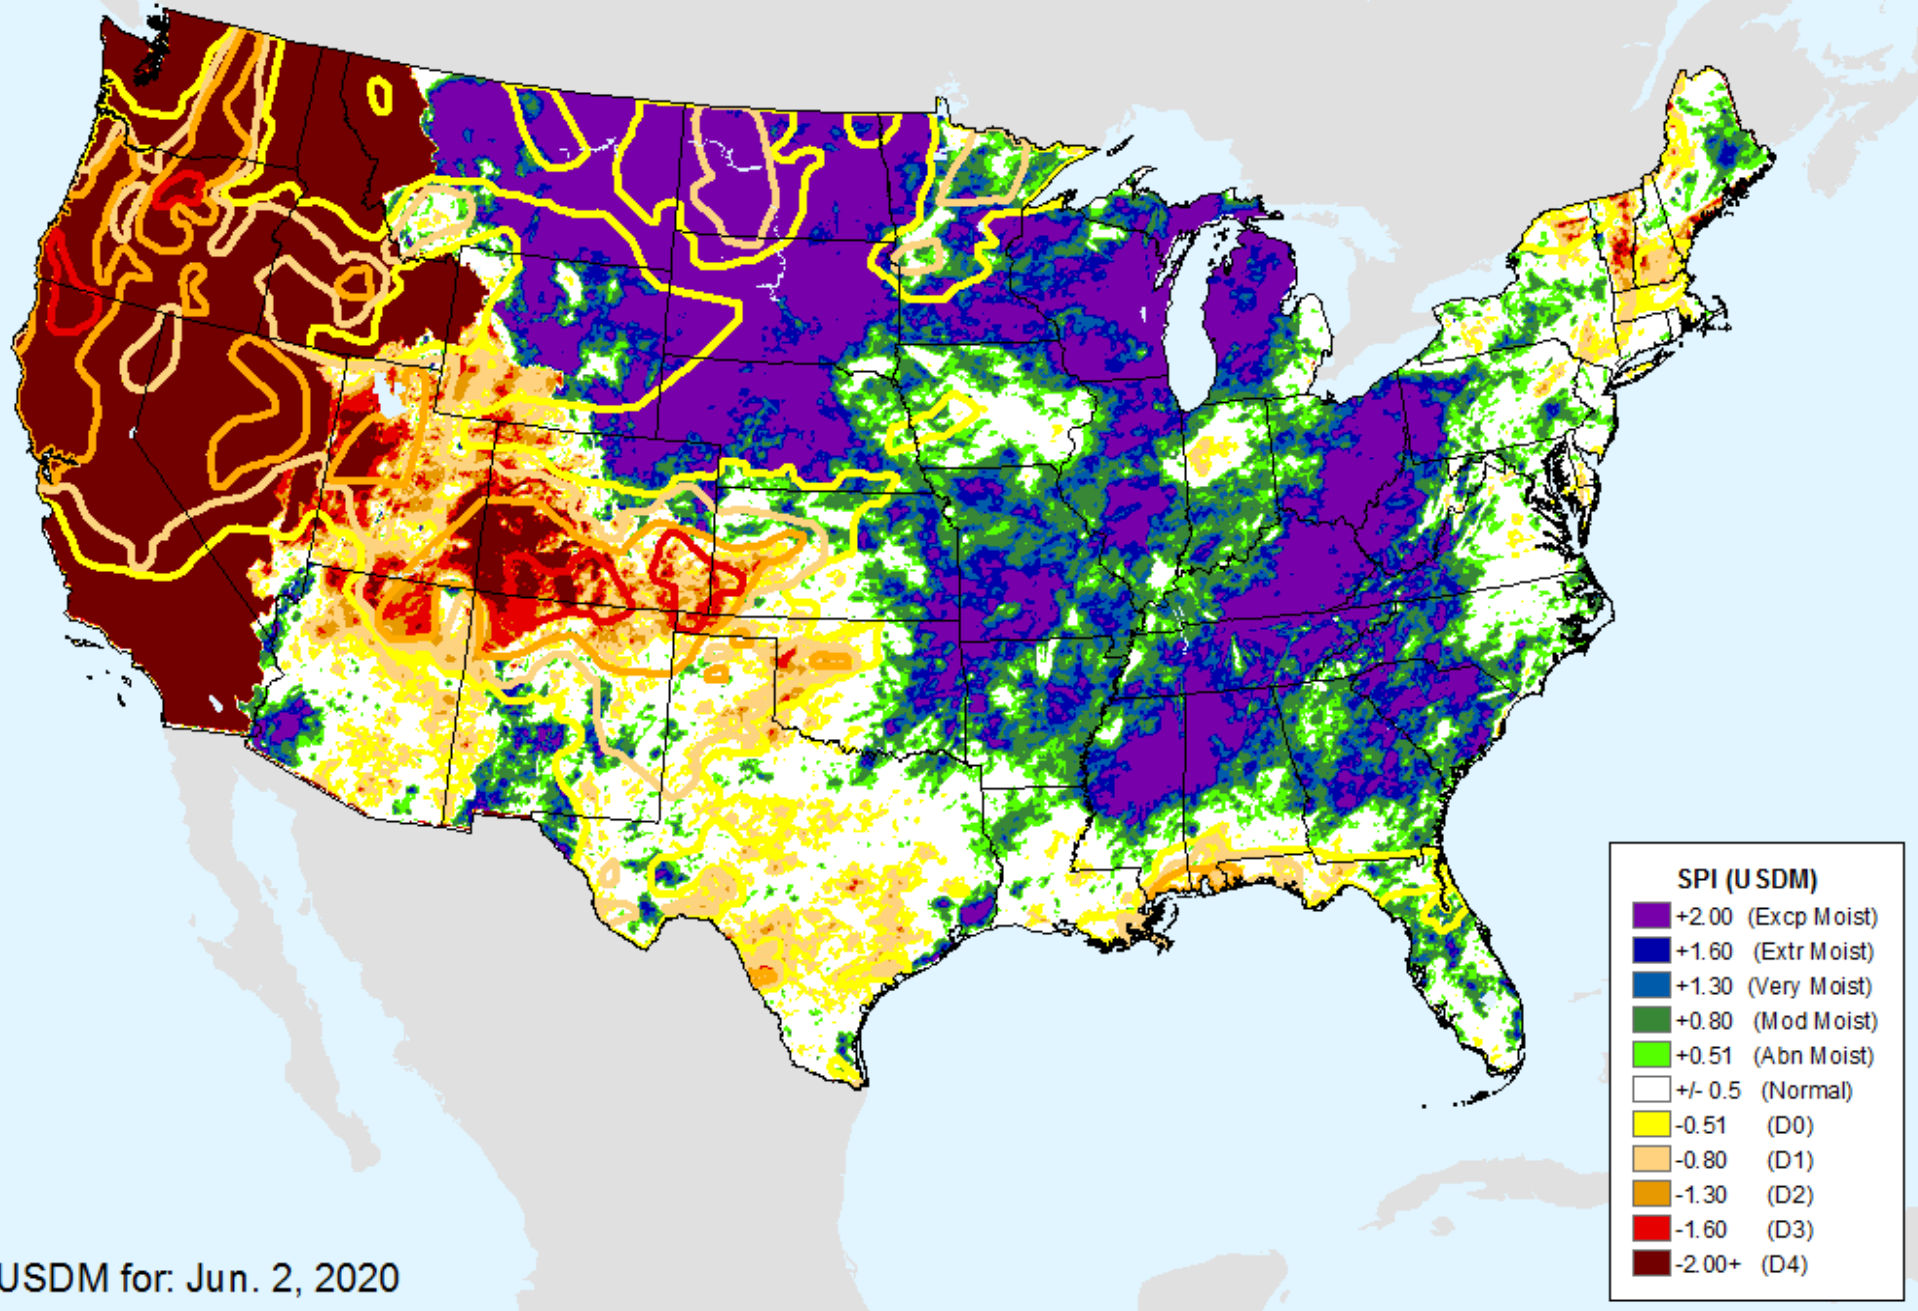 SPI (USDM)
+2.00 (Excp Moist)
+1.60 (Extr Moist)
+1.30 (Very Moist)
+0.80 (Mod Moist)
+0.51 (Abn Moist)
+/- 0.5 (Normal)
-0.51 (D0)
-0.80 (D1)
-1.30 (D2)
-1.60 (D3)
-2.00+ (D4)
USDM for: Jun. 2, 2020